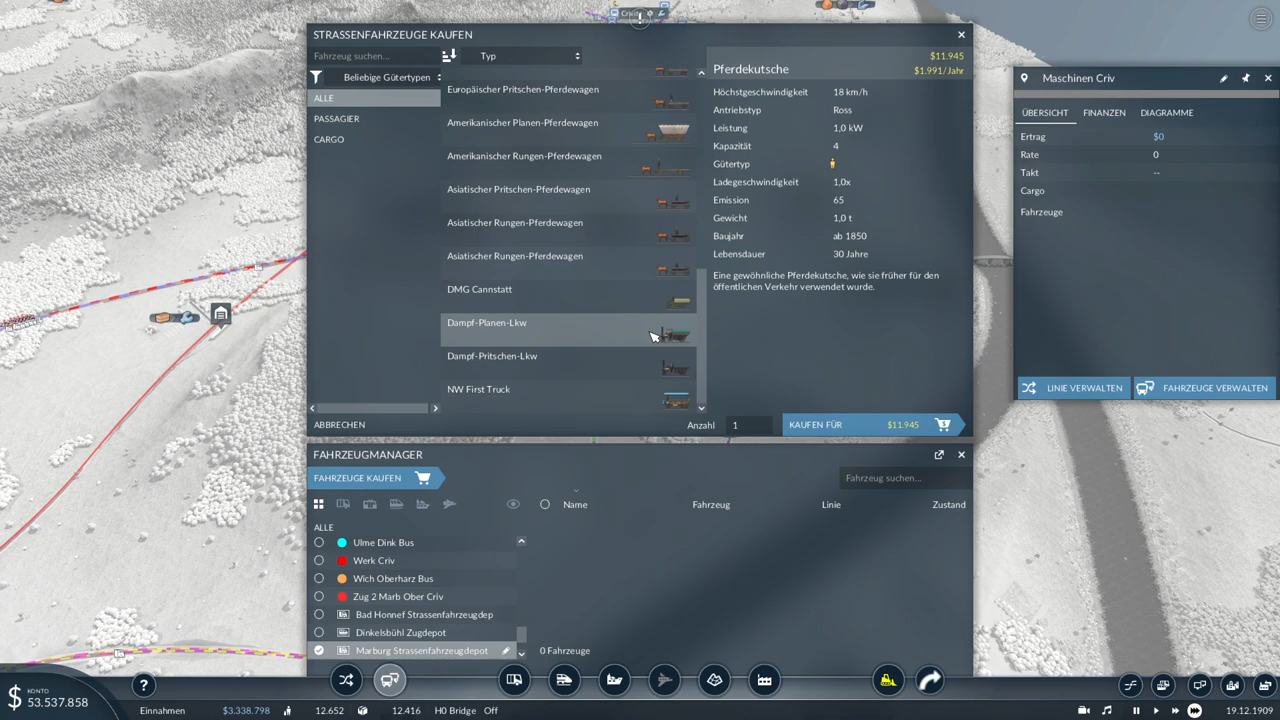 Criv
STRASSENFAHRZEUGE KAUFEN
Fahrzeug suchen...
Typ
Beliebige Gütertypen
ALLE
PASSAGIER
CARGO
Europäischer Pritschen-Pferdewagen
Amerikanischer Planen-Pferdewagen
Amerikanischer Rungen-Pferdewagen
Asiatischer Pritschen-Pferdewagen
Asiatischer Rungen-Pferdewagen
Asiatischer Rungen-Pferdewagen
DMG Cannstatt
Dampf-Planen-Lkw
Dampf-Pritschen-Lkw
NW First Truck
$11.945
Pferdekutsche $1.991/Jahr
Höchstgeschwindigkeit 18 km/h
Antriebstyp Ross
Leistung 1,0 kW
Kapazität 4
Gütertyp
Ladegeschwindigkeit 1,0x
Emission 65
Gewicht 1,0 t
Baujahr ab 1850
Lebensdauer 30 Jahre
Eine gewöhnliche Pferdekutsche, wie sie früher für den
öffentlichen Verkehr verwendet wurde.
ABBRECHEN
Anzahl 1
KAUFEN FÜR $11.945
Maschinen Criv
ÜBERSICHT FINANZEN DIAGRAMME
Ertrag $0
Rate 0
Takt --
Cargo
Fahrzeuge
LINIE VERWALTEN FAHRZEUGE VERWALTEN
FAHRZEUGMANAGER
FAHRZEUGE KAUFEN
Fahrzeug suchen...
Name Fahrzeug Linie Zustand
ALLE
Ulme Dink Bus
Werk Criv
Wich Oberharz Bus
Zug 2 Marb Ober Criv
Bad Honnef Strassenfahrzeugdep
Dinkelsbühl Zugdepot
Marburg Strassenfahrzeugdepot 0 Fahrzeuge
$ KONTO
53.537.858
?
Einnahmen $3.338.798 12.652 12.416 H0 Bridge Off
19.12.1909